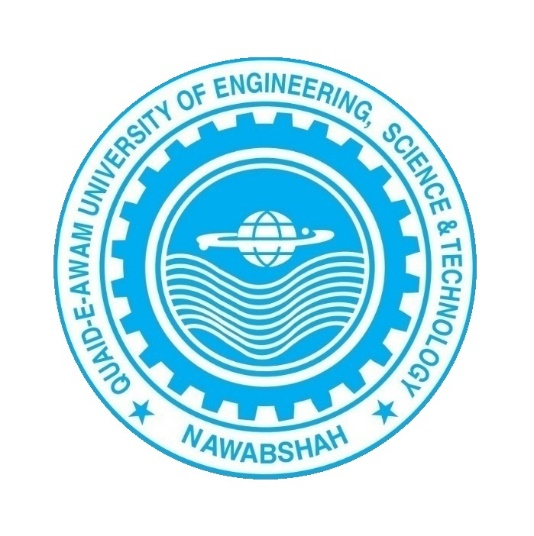 QUAID-E-AWAM UNIVERSITY OF ENGINEERING, SCIENCE & TECHNOLOGY
NAWABSHAH